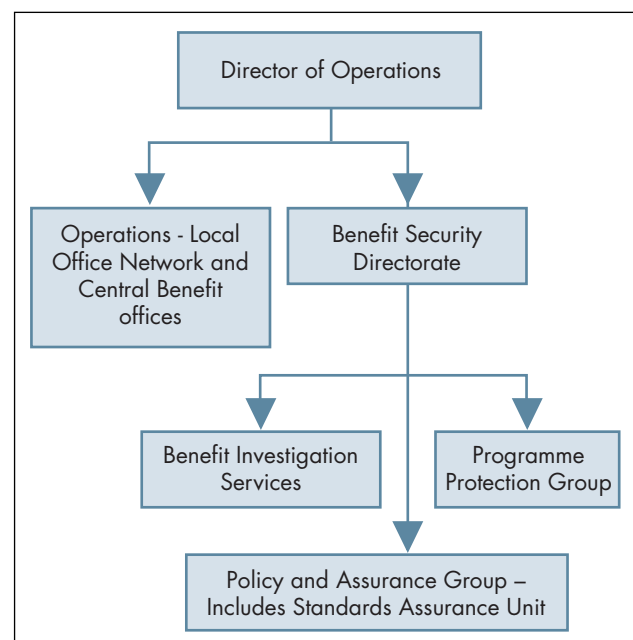 Director of Operations
Operations - Local
Office Network and
Central Benefit
offices
Benefit Security
Directorate
Benefit Investigation
Services
Programme
Protection Group
Policy and Assurance Group –
Includes Standards Assurance Unit